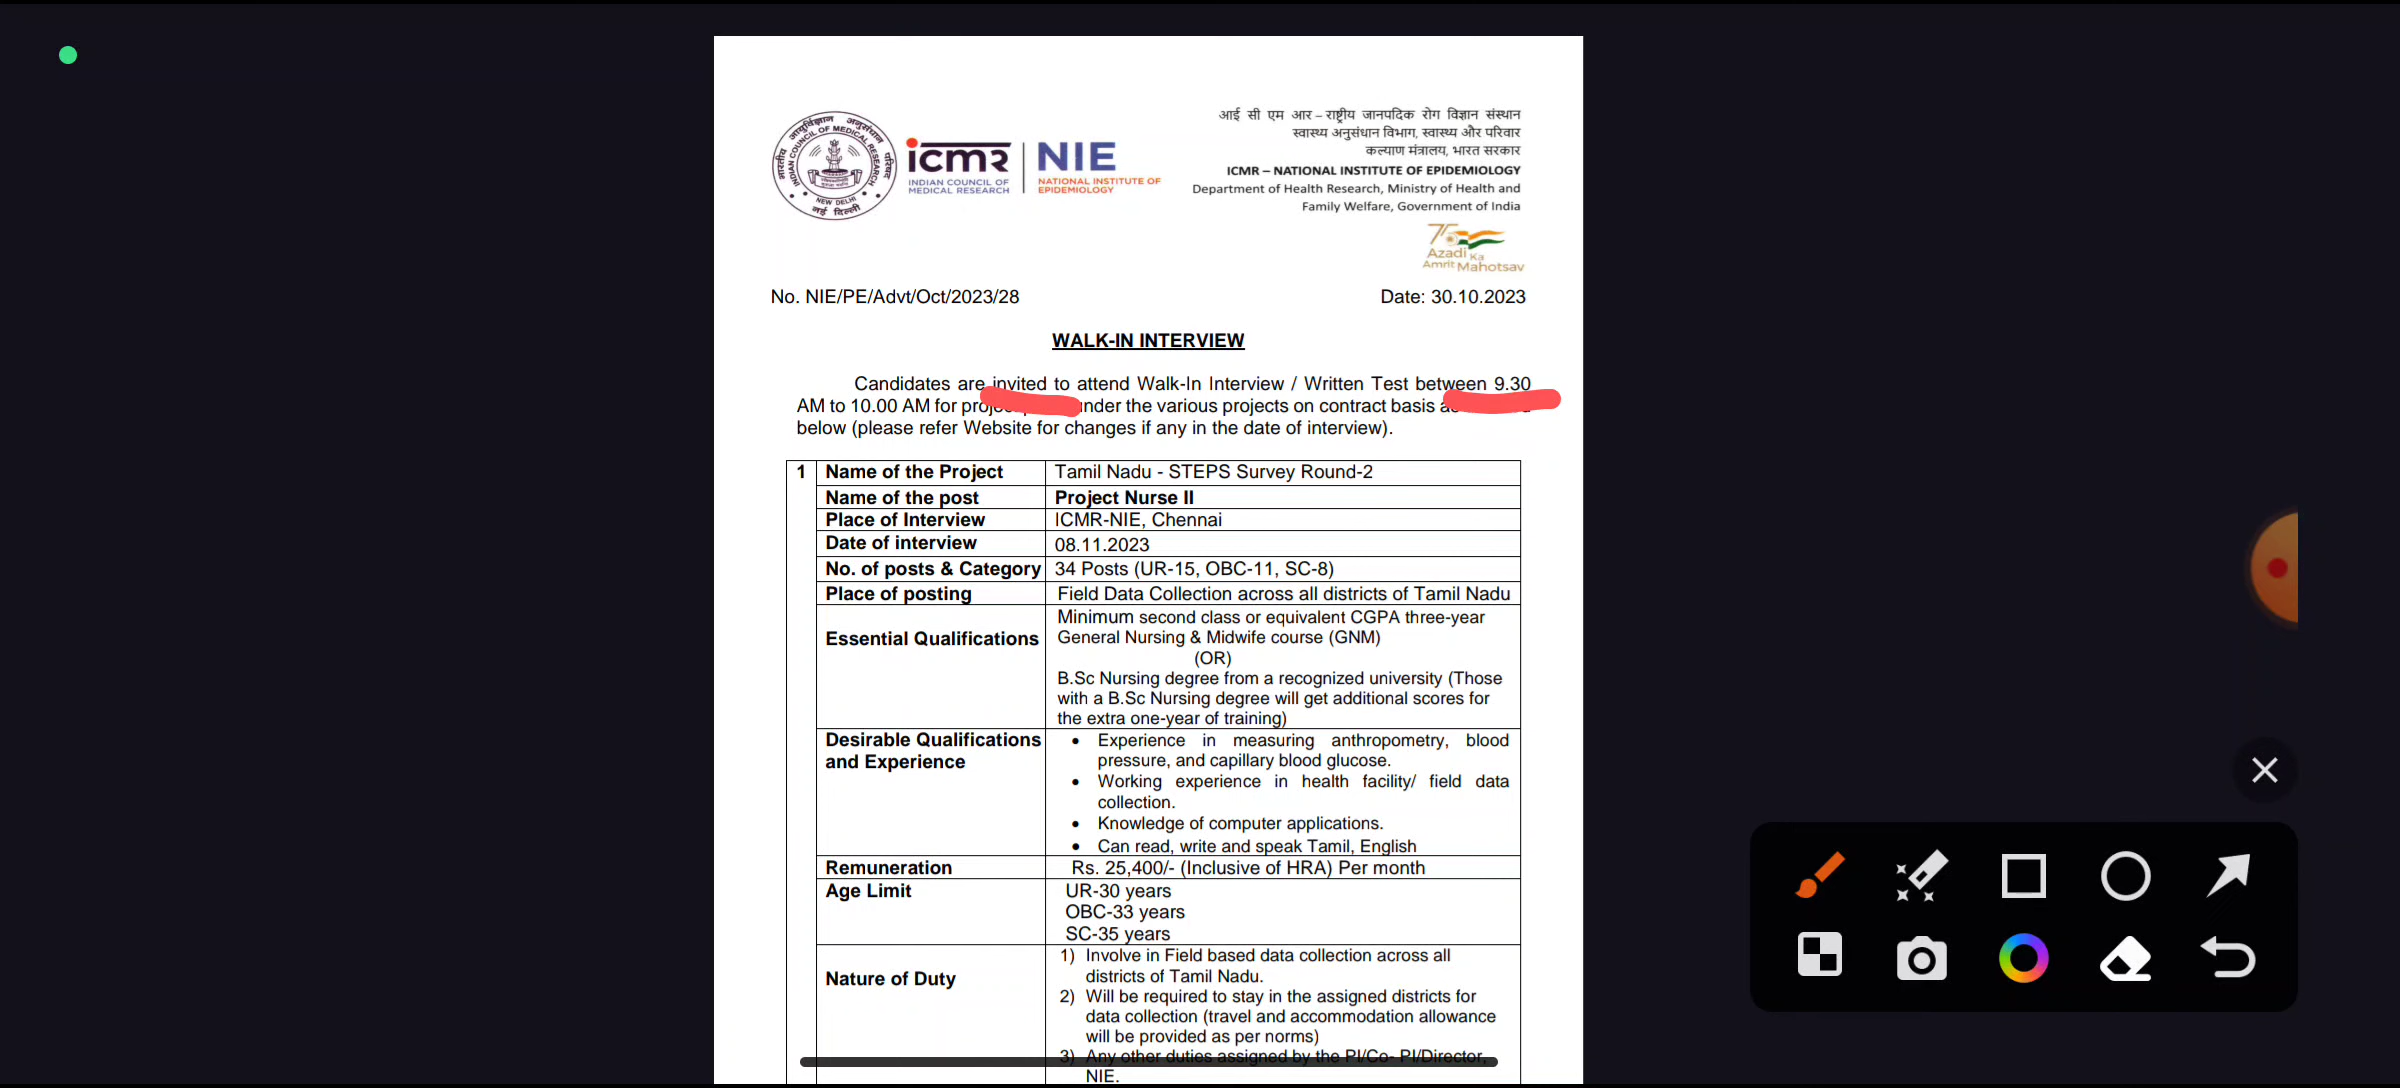 आई सी एम आर – राष्ट्रीय जानपदिक रोग विज्ञान संस्थान
स्वास्थ्य अनुसंधान विभाग, स्वास्थ्य और परिवार
कल्याण मंत्रालय, भारत सरकार
ICMR – NATIONAL INSTITUTE OF EPIDEMIOLOGY
Department of Health Research, Ministry of Health and
Family Welfare, Government of India
भारतीय आयुर्विज्ञान अनुसंधान परिषद
INDIAN COUNCIL OF MEDICAL RESEARCH
NEW DELHI
नई दिल्ली
icmr NIE
INDIAN COUNCIL OF MEDICAL RESEARCH
NATIONAL INSTITUTE OF EPIDEMIOLOGY
75
Azadi Ka
Amrit Mahotsav
No. NIE/PE/Advt/Oct/2023/28 Date: 30.10.2023
WALK-IN INTERVIEW
Candidates are invited to attend Walk-In Interview / Written Test between 9.30
AM to 10.00 AM for under the various projects on contract basis
below (please refer Website for changes if any in the date of interview).
1 Name of the Project Tamil Nadu - STEPS Survey Round-2
Name of the post Project Nurse II
Place of Interview ICMR-NIE, Chennai
Date of interview 08.11.2023
No. of posts & Category 34 Posts (UR-15, OBC-11, SC-8)
Place of posting Field Data Collection across all districts of Tamil Nadu
Essential Qualifications Minimum second class or equivalent CGPA three-year
General Nursing & Midwife course (GNM)
(OR)
B.Sc Nursing degree from a recognized university (Those
with a B.Sc Nursing degree will get additional scores for
the extra one-year of training)
Desirable Qualifications
and Experience
• Experience in measuring anthropometry, blood
pressure, and capillary blood glucose.
• Working experience in health facility/ field data
collection.
• Knowledge of computer applications.
• Can read, write and speak Tamil, English
Remuneration Rs. 25,400/- (Inclusive of HRA) Per month
Age Limit UR-30 years
OBC-33 years
SC-35 years
Nature of Duty 1) Involve in Field based data collection across all
districts of Tamil Nadu.
2) Will be required to stay in the assigned districts for
data collection (travel and accommodation allowance
will be provided as per norms)
3) Any other duties assigned by the PI/Co- PI/Director,
NIE.